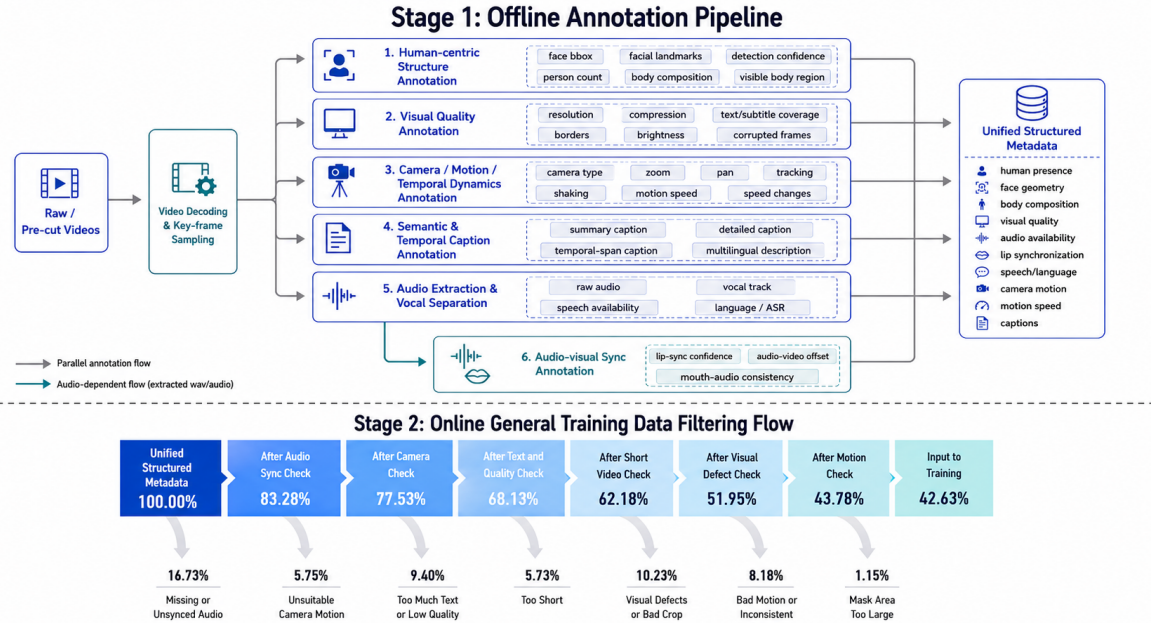 Stage 1: Offline Annotation Pipeline
Raw /
Pre-cut Videos
Video Decoding
& Key-frame
Sampling
1. Human-centric
Structure
Annotation
face bbox
facial landmarks
detection confidence
person count
body composition
visible body region
2. Visual Quality
Annotation
resolution
compression
text/subtitle coverage
borders
brightness
corrupted frames
3. Camera / Motion /
Temporal Dynamics
Annotation
camera type
zoom
pan
tracking
shaking
motion speed
speed changes
4. Semantic &
Temporal Caption
Annotation
summary caption
detailed caption
temporal-span caption
multilingual description
5. Audio Extraction &
Vocal Separation
raw audio
vocal track
speech availability
language / ASR
6. Audio-visual Sync
Annotation
lip-sync confidence
audio-video offset
mouth-audio consistency
Unified Structured
Metadata
human presence
face geometry
body composition
visual quality
audio availability
lip synchronization
speech/language
camera motion
motion speed
captions
Parallel annotation flow
Audio-dependent flow (extracted wav/audio)
Stage 2: Online General Training Data Filtering Flow
Unified
Structured
Metadata
100.00%
After Audio
Sync Check
83.28%
After Camera
Check
77.53%
After Text and
Quality Check
68.13%
After Short
Video Check
62.18%
After Visual
Defect Check
51.95%
After Motion
Check
43.78%
Input to
Training
42.63%
16.73%
Missing or
Unsynced Audio
5.75%
Unsuitable
Camera Motion
9.40%
Too Much Text
or Low Quality
5.73%
Too Short
10.23%
Visual Defects
or Bad Crop
8.18%
Bad Motion or
Inconsistent
1.15%
Mask Area
Too Large